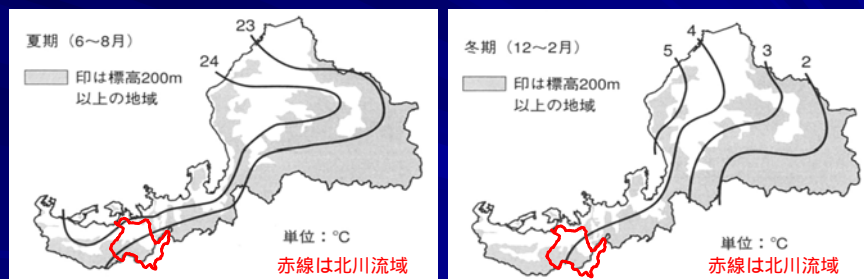 夏期（6～8月）
23
24
印は標高200m
以上の地域
単位：℃
赤線は北川流域
冬期（12～2月）
5
4
3
2
印は標高200m
以上の地域
単位：℃
赤線は北川流域